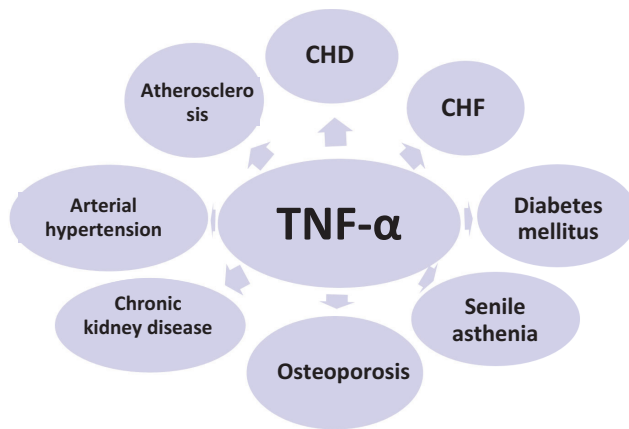 CHD
Atherosclero
sis
CHF
Arterial
hypertension
TNF-α
Diabetes
mellitus
Chronic
kidney disease
Senile
asthenia
Osteoporosis